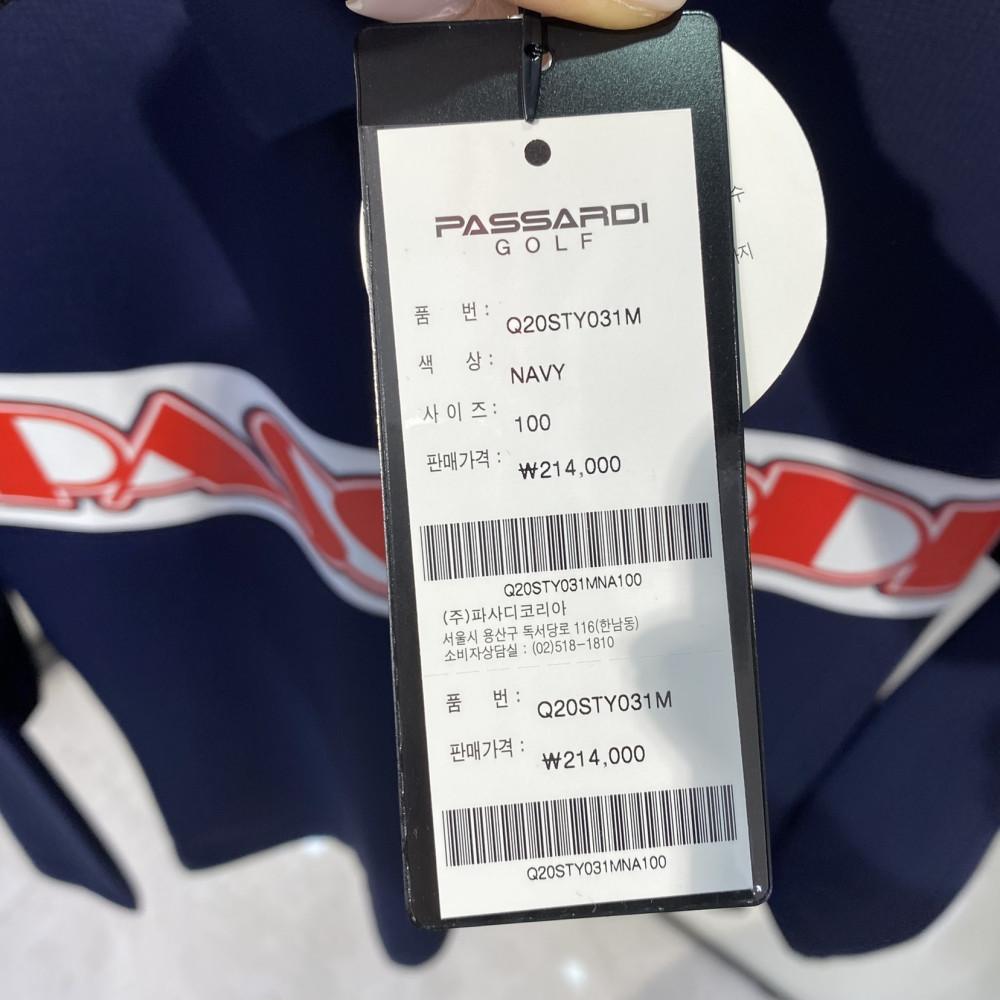 PASSARDI
GOLF
품 번 : Q20STY031M
색 상 : NAVY
사 이 즈 : 100
판매가격 : ₩214,000
Q20STY031MNA100
(주)파사디코리아
서울시 용산구 독서당로 116(한남동)
소비자상담실 : (02)518-1810
품 번 : Q20STY031M
판매가격 : ₩214,000
Q20STY031MNA100
수